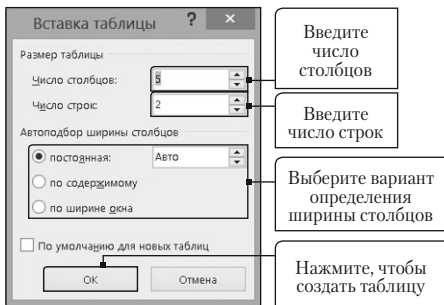 Вставка таблицы ? ×
Размер таблицы
Число столбцов: 5
Число строк: 2
Автоподбор ширины столбцов
постоянная: Авто
по содержимому
по ширине окна
По умолчанию для новых таблиц
ОК Отмена
Введите
число
столбцов
Введите
число строк
Выберите вариант
определения
ширины столбцов
Нажмите, чтобы
создать таблицу